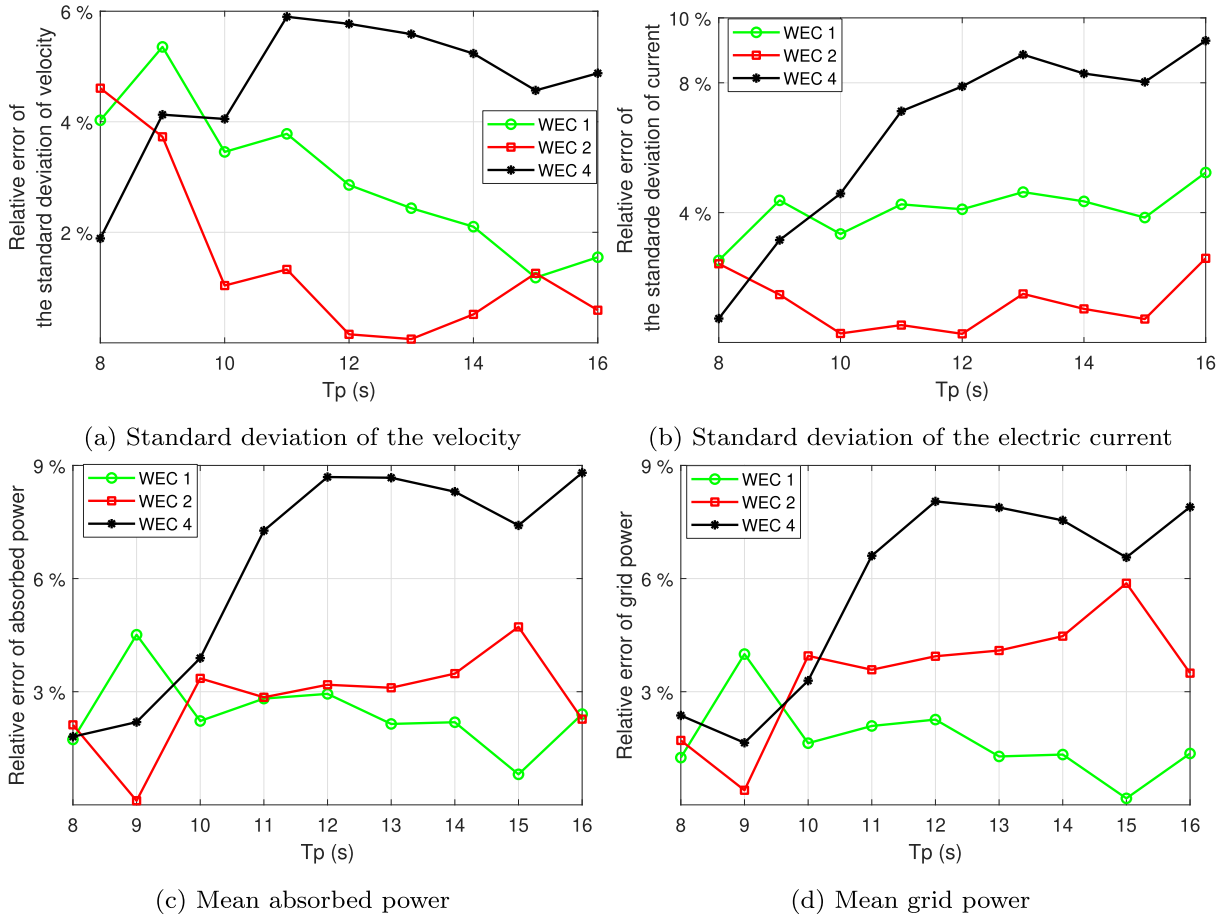 6 %
4 %
2 %
Relative error of
the standard deviation of velocity
WEC 1
WEC 2
WEC 4
8 10 12 14 16
Tp (s)
(a) Standard deviation of the velocity
10 %
8 %
4 %
Relative error of
the standarde deviation of current
WEC 1
WEC 2
WEC 4
8 10 12 14 16
Tp (s)
(b) Standard deviation of the electric current
9 %
6 %
3 %
Relative error of absorbed power
WEC 1
WEC 2
WEC 4
8 9 10 11 12 13 14 15 16
Tp (s)
(c) Mean absorbed power
9 %
6 %
3 %
Relative error of grid power
WEC 1
WEC 2
WEC 4
8 9 10 11 12 13 14 15 16
Tp (s)
(d) Mean grid power